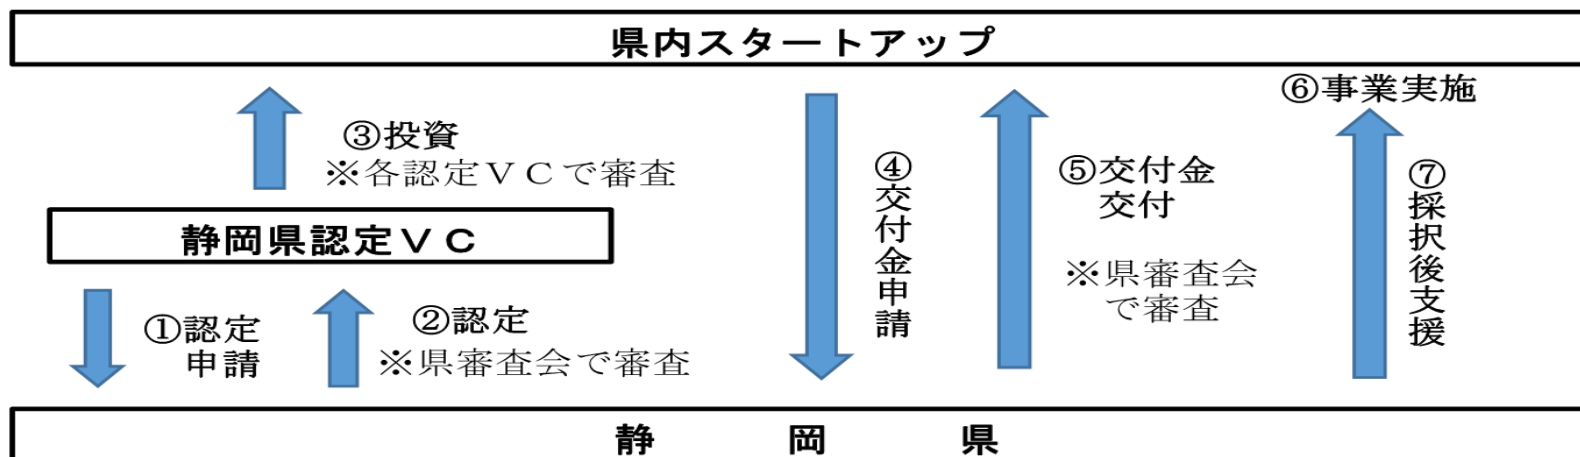 県内スタートアップ
⑥事業実施
③投資
※各認定ＶＣで審査
④交付金申請
⑤交付金
交付
※県審査会
で審査
⑦採択後支援
静岡県認定ＶＣ
①認定
申請
②認定
※県審査会で審査
静岡県